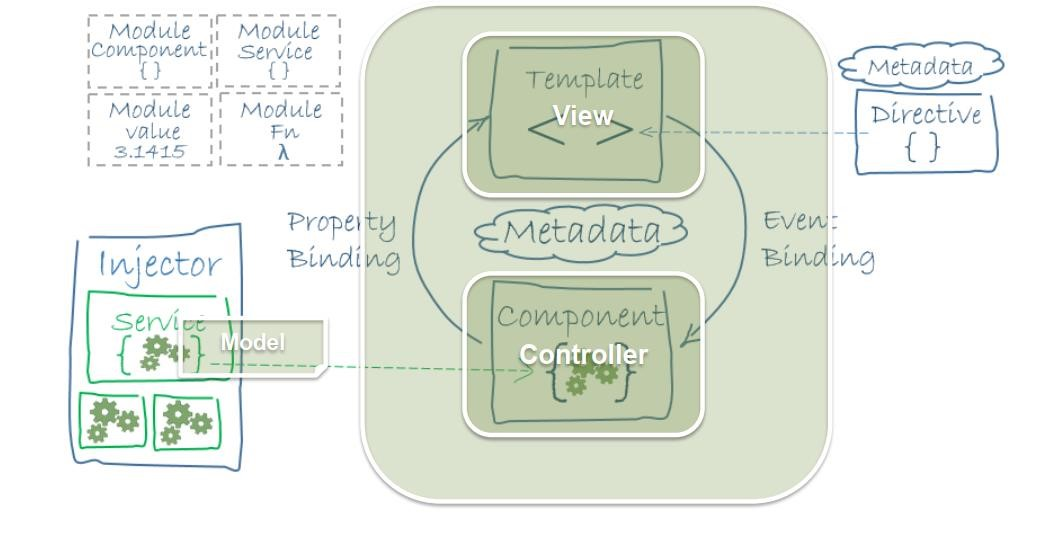 Module
Component
{ }
Module
Service
{ }
Module
value
3.1415
Module
Fn
λ
Template
View
< >
Metadata
Directive
{ }
Property
Binding
Metadata
Event
Binding
Injector
Service
{ }
Model
Component
Controller
{ }